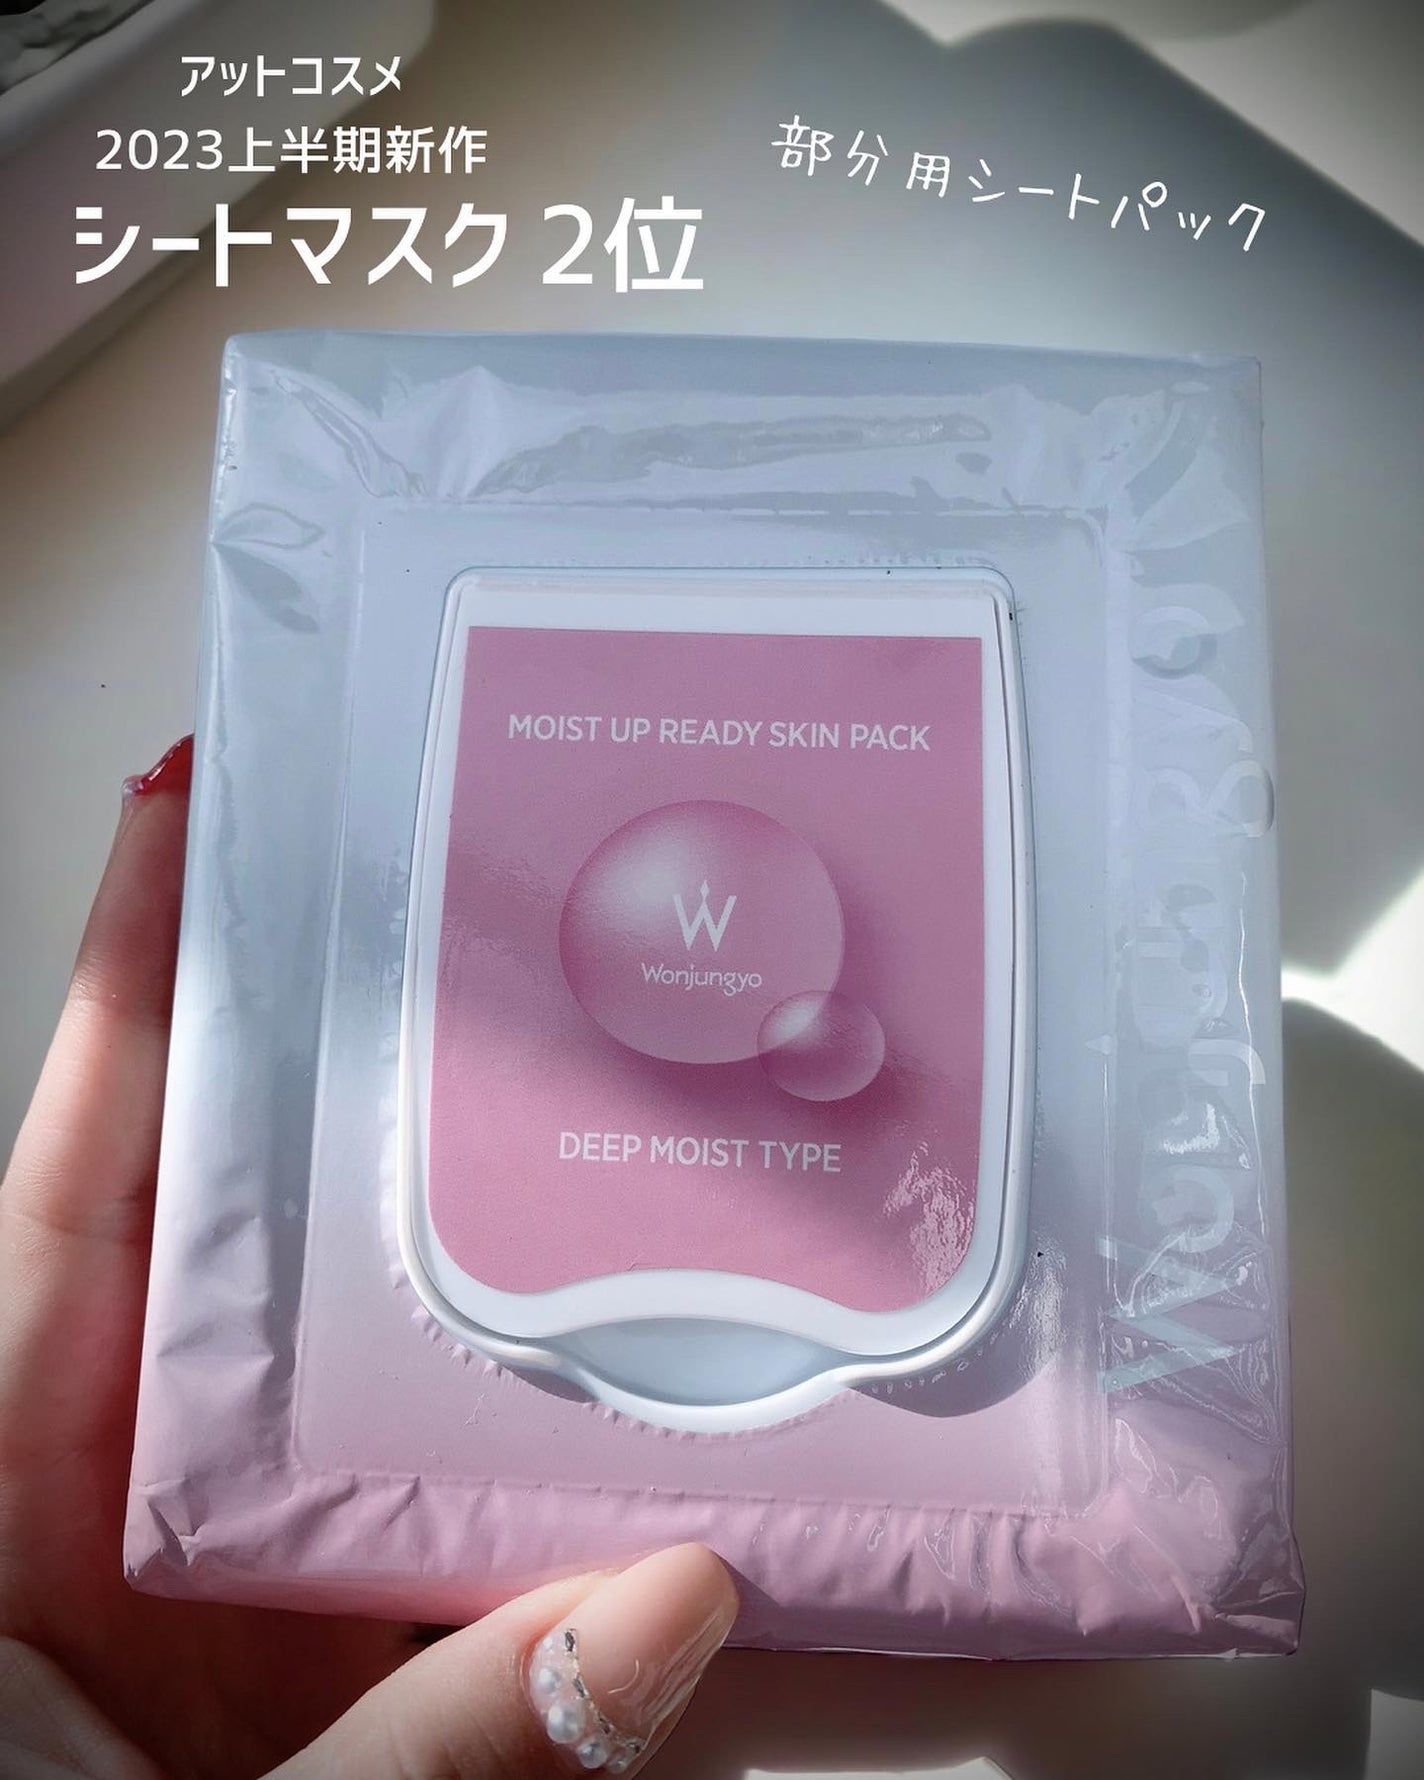 アットコスメ
2023上半期新作
シートマスク2位
部分用シートパック
MOIST UP READY SKIN PACK
W
Wonjungyo
DEEP MOIST TYPE
Wonjungyo